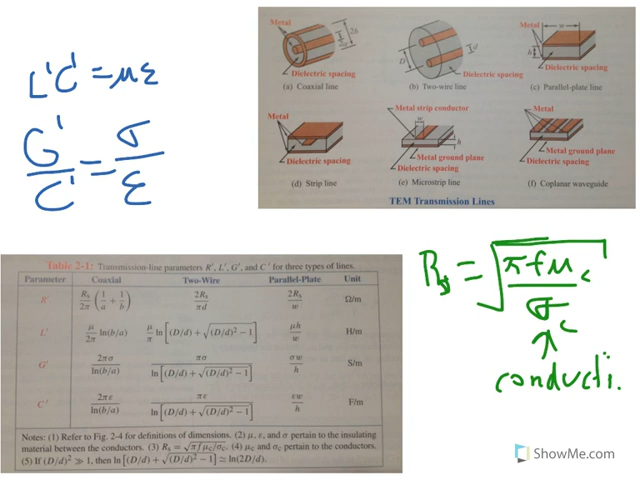 L'C' = με
G'/C' = σ/ε
Metal
2b
2a
Dielectric spacing
(a) Coaxial line
D
d
Dielectric spacing
(b) Two-wire line
Metal
w
h
Dielectric spacing
(c) Parallel-plate line
Metal
Dielectric spacing
(d) Strip line
Metal strip conductor
w
h
Metal ground plane
Dielectric spacing
(e) Microstrip line
Metal
Metal ground plane
Dielectric spacing
(f) Coplanar waveguide
TEM Transmission Lines
Rs = √(πfμc/σc)
conducti.
Table 2-1: Transmission-line parameters R', L', G', and C' for three types of lines.
Parameter Coaxial Two-Wire Parallel-Plate Unit
R' Rs/2π (1/a + 1/b) 2Rs/πd 2Rs/w Ω/m
L' μ/2π ln(b/a) μ/π ln [(D/d) + √((D/d)² − 1)] μh/w H/m
G' 2πσ/ln(b/a) πσ/ln [(D/d) + √((D/d)² − 1)] σw/h S/m
C' 2πε/ln(b/a) πε/ln [(D/d) + √((D/d)² − 1)] εw/h F/m
Notes: (1) Refer to Fig. 2-4 for definitions of dimensions. (2) μ, ε, and σ pertain to the insulating
material between the conductors. (3) Rs = √(πfμc/σc). (4) μc and σc pertain to the conductors.
(5) If (D/d)² ≫ 1, then ln [(D/d) + √((D/d)² − 1)] ≃ ln(2D/d).
ShowMe.com